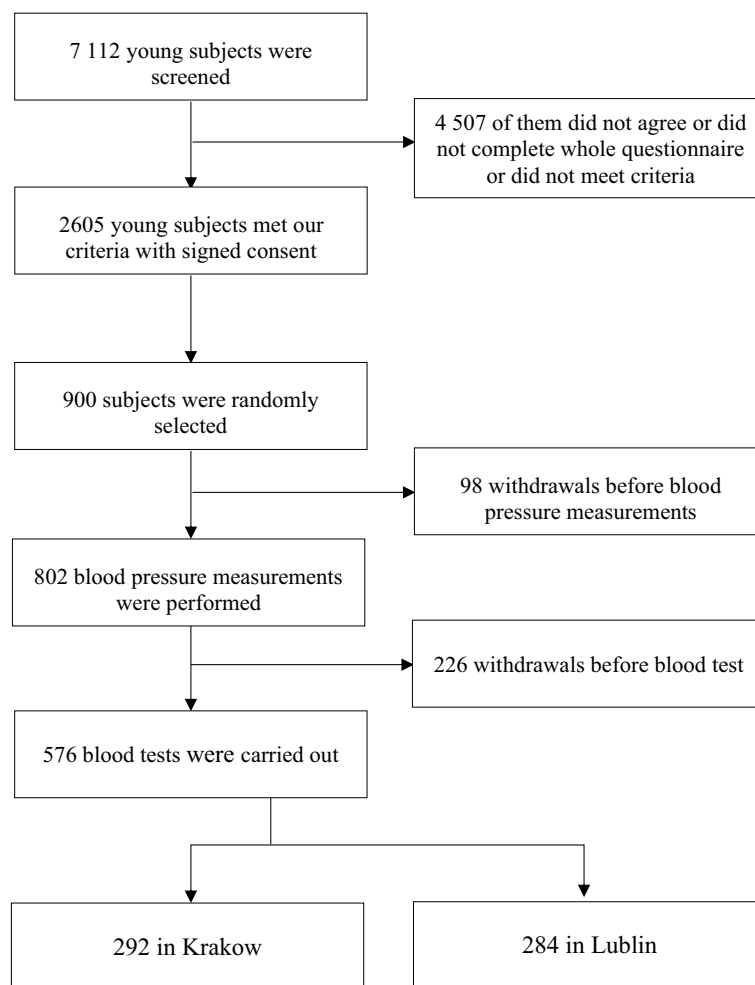 7 112 young subjects were
screened
4 507 of them did not agree or did
not complete whole questionnaire
or did not meet criteria
2605 young subjects met our
criteria with signed consent
900 subjects were randomly
selected
98 withdrawals before blood
pressure measurements
802 blood pressure measurements
were performed
226 withdrawals before blood test
576 blood tests were carried out
292 in Krakow
284 in Lublin